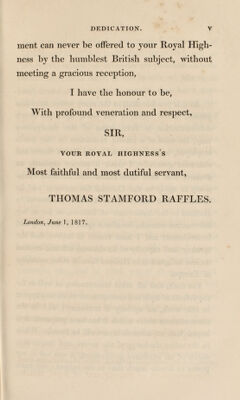 DEDICATION. V
ment can never be offered to your Royal High-
ness by the humblest British subject, without
meeting a gracious reception,
I have the honour to be,
With profound veneration and respect,
SIR,
YOUR ROYAL HIGHNESS'S
Most faithful and most dutiful servant,
THOMAS STAMFORD RAFFLES.
London, June 1, 1817.